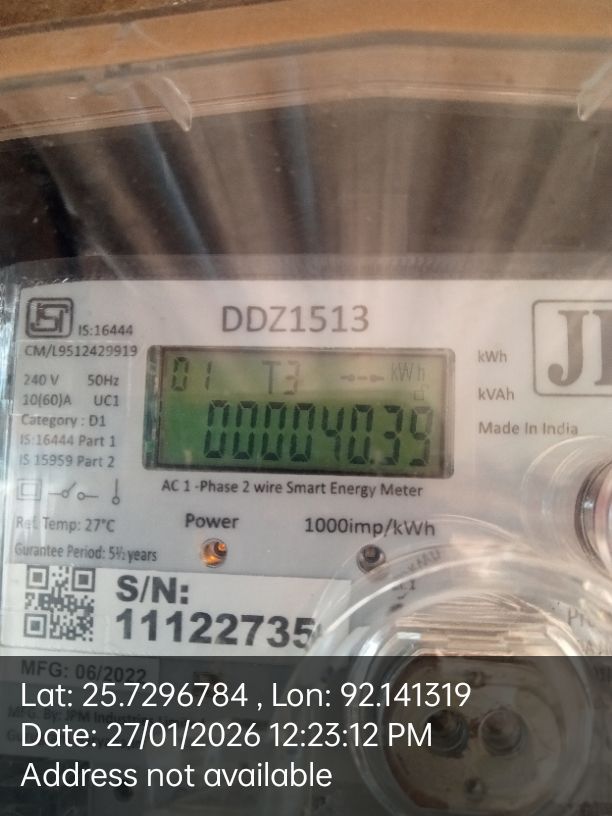 IS:16444
DDZ1513
CM/L9512429919
240 V 50Hz
10(60)A UC1
Category : D1
IS 16444 Part 1
IS 15959 Part 2
01 T3 kWh
000040.39
kWh
kVAh
Made In India
AC 1 -Phase 2 wire Smart Energy Meter
Ref. Temp: 27°C
Power
1000imp/kWh
Gurantee Period: 5½ years
S/N:
11122735
MFG: 06/2022
Lat: 25.7296784 , Lon: 92.141319
Date: 27/01/2026 12:23:12 PM
Address not available